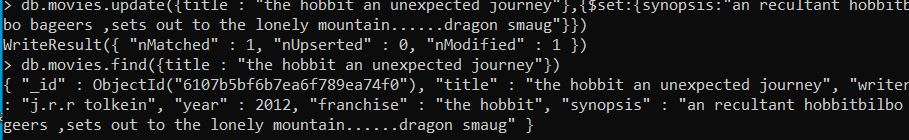 > db.movies.update({title : "the hobbit an unexpected journey"},{$set:{synopsis:"an recultant hobbitb
bo bageers ,sets out to the lonely mountain......dragon smaug"}})
WriteResult({ "nMatched" : 1, "nUpserted" : 0, "nModified" : 1 })
> db.movies.find({title : "the hobbit an unexpected journey"})
{ "_id" : ObjectId("6107b5bf6b7ea6f789ea74f0"), "title" : "the hobbit an unexpected journey", "writer
: "j.r.r tolkein", "year" : 2012, "franchise" : "the hobbit", "synopsis" : "an recultant hobbitbilbo
geers ,sets out to the lonely mountain......dragon smaug" }